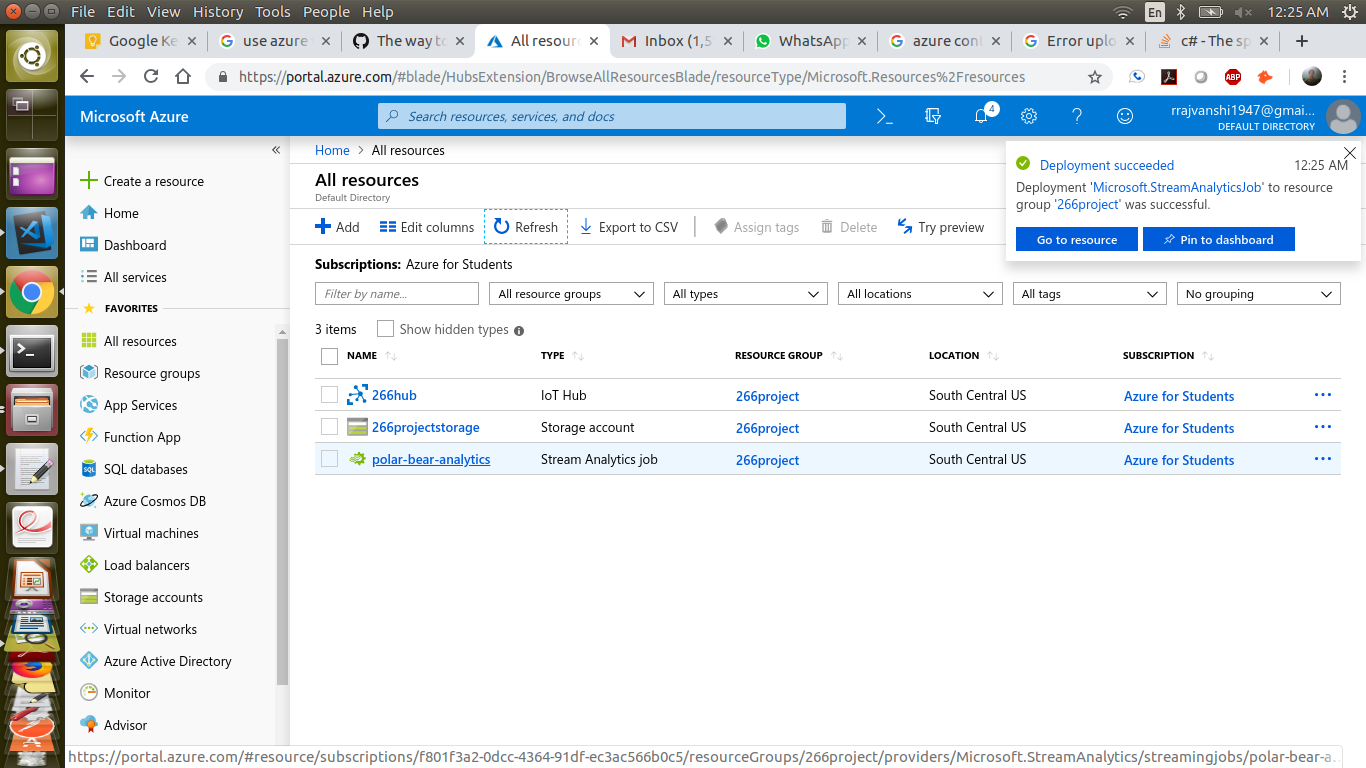 File Edit View History Tools People Help
En
12:25 AM
Google Ke
use azure
The way to
All resour
Inbox (1,5
WhatsApp
azure con
Error uplo
c# - The sp
https://portal.azure.com/#blade/HubsExtension/BrowseAllResourcesBlade/resourceType/Microsoft.Resources%2Fresources
ABP
Microsoft Azure
Search resources, services, and docs
4
rrajvanshi1947@gmai...
DEFAULT DIRECTORY
Create a resource
Home
Dashboard
All services
FAVORITES
All resources
Resource groups
App Services
Function App
SQL databases
Azure Cosmos DB
Virtual machines
Load balancers
Storage accounts
Virtual networks
Azure Active Directory
Monitor
Advisor
Home > All resources
All resources
Default Directory
Add
Edit columns
Refresh
Export to CSV
Assign tags
Delete
Try preview
Deployment succeeded 12:25 AM
Deployment 'Microsoft.StreamAnalyticsJob' to resource
group '266project' was successful.
Go to resource
Pin to dashboard
Subscriptions: Azure for Students
Filter by name...
All resource groups
All types
All locations
All tags
No grouping
3 items
Show hidden types
NAME TYPE RESOURCE GROUP LOCATION SUBSCRIPTION
266hub IoT Hub 266project South Central US Azure for Students
266projectstorage Storage account 266project South Central US Azure for Students
polar-bear-analytics Stream Analytics job 266project South Central US Azure for Students
https://portal.azure.com/#resource/subscriptions/f801f3a2-0dcc-4364-91df-ec3ac566b0c5/resourceGroups/266project/providers/Microsoft.StreamAnalytics/streamingjobs/polar-bear-a...